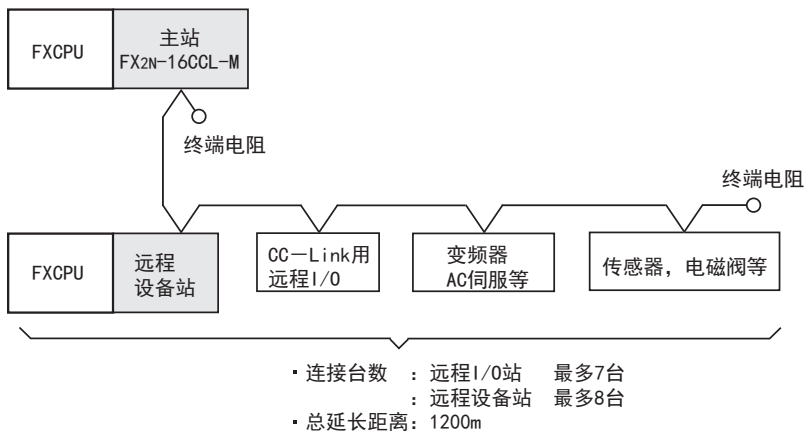 FXCPU
主站
FX2N-16CCL-M
终端电阻
终端电阻
FXCPU
远程
设备站
CC-Link用
远程I/O
变频器
AC伺服等
传感器，电磁阀等
·连接台数 ：远程I/O站 最多7台
：远程设备站 最多8台
·总延长距离：1200m